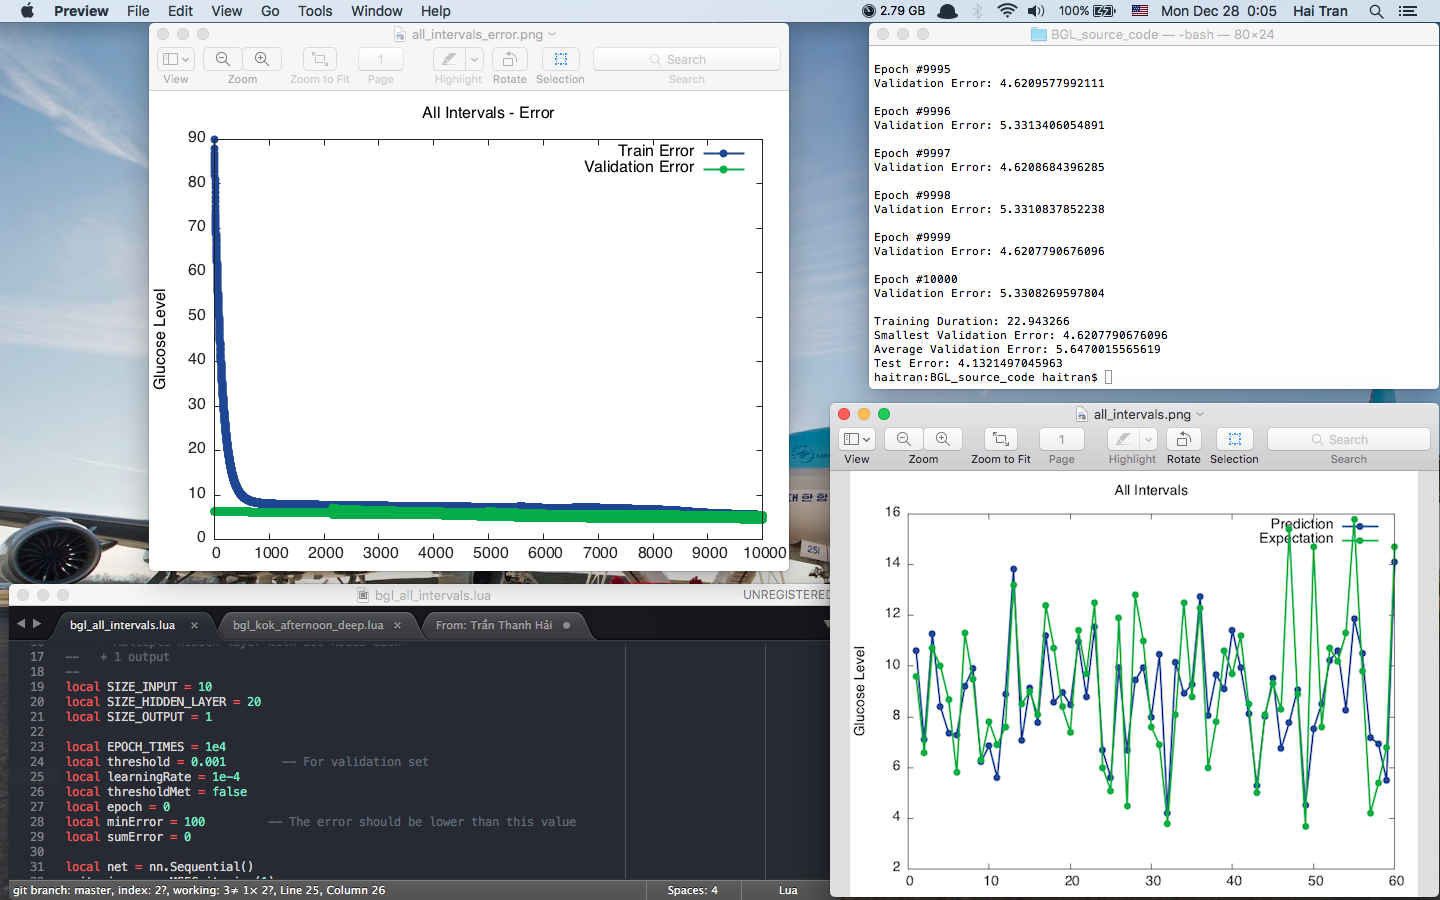 Preview File Edit View Go Tools Window Help 2.79 GB 100% Mon Dec 28 0:05 Hai Tran
all_intervals_error.png
1 Search
View Zoom Zoom to Fit Page Highlight Rotate Selection Search
All Intervals - Error
Train Error
Validation Error
Glucose Level
90
80
70
60
50
40
30
20
10
0
0 1000 2000 3000 4000 5000 6000 7000 8000 9000 10000
BGL_source_code — -bash — 80×24
Epoch #9995
Validation Error: 4.6209577992111
Epoch #9996
Validation Error: 5.3313406054891
Epoch #9997
Validation Error: 4.6208684396285
Epoch #9998
Validation Error: 5.3310837852238
Epoch #9999
Validation Error: 4.6207790676096
Epoch #10000
Validation Error: 5.3308269597804
Training Duration: 22.943266
Smallest Validation Error: 4.6207790676096
Average Validation Error: 5.6470015565619
Test Error: 4.1321497045963
haitran:BGL_source_code haitran$
bgl_all_intervals.lua UNREGISTERED
bgl_all_intervals.lua × bgl_kok_afternoon_deep.lua × From: Trần Thanh Hải
17 -- + 1 output
18 --
19 local SIZE_INPUT = 10
20 local SIZE_HIDDEN_LAYER = 20
21 local SIZE_OUTPUT = 1
22
23 local EPOCH_TIMES = 1e4
24 local threshold = 0.001 -- For validation set
25 local learningRate = 1e-4
26 local thresholdMet = false
27 local epoch = 0
28 local minError = 100 -- The error should be lower than this value
29 local sumError = 0
30
31 local net = nn.Sequential()
git branch: master, index: 2?, working: 3≠ 1× 2?, Line 25, Column 26 Spaces: 4 Lua
all_intervals.png
1 Search
View Zoom Zoom to Fit Page Highlight Rotate Selection Search
All Intervals
Prediction
Expectation
Glucose Level
16
14
12
10
8
6
4
2
0 10 20 30 40 50 60